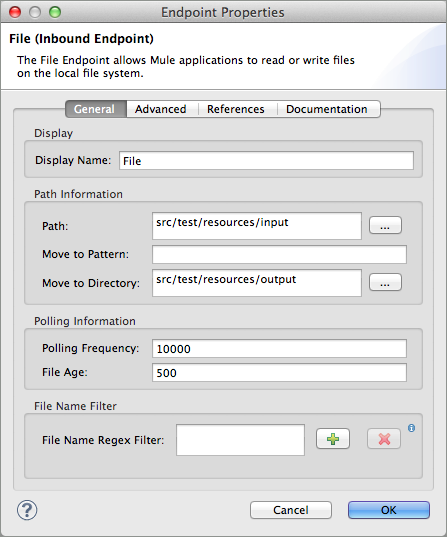 Endpoint Properties
File (Inbound Endpoint)
The File Endpoint allows Mule applications to read or write files
on the local file system.
General Advanced References Documentation
Display
Display Name: File
Path Information
Path: src/test/resources/input ...
Move to Pattern:
Move to Directory: src/test/resources/output ...
Polling Information
Polling Frequency: 10000
File Age: 500
File Name Filter
File Name Regex Filter:
Cancel OK